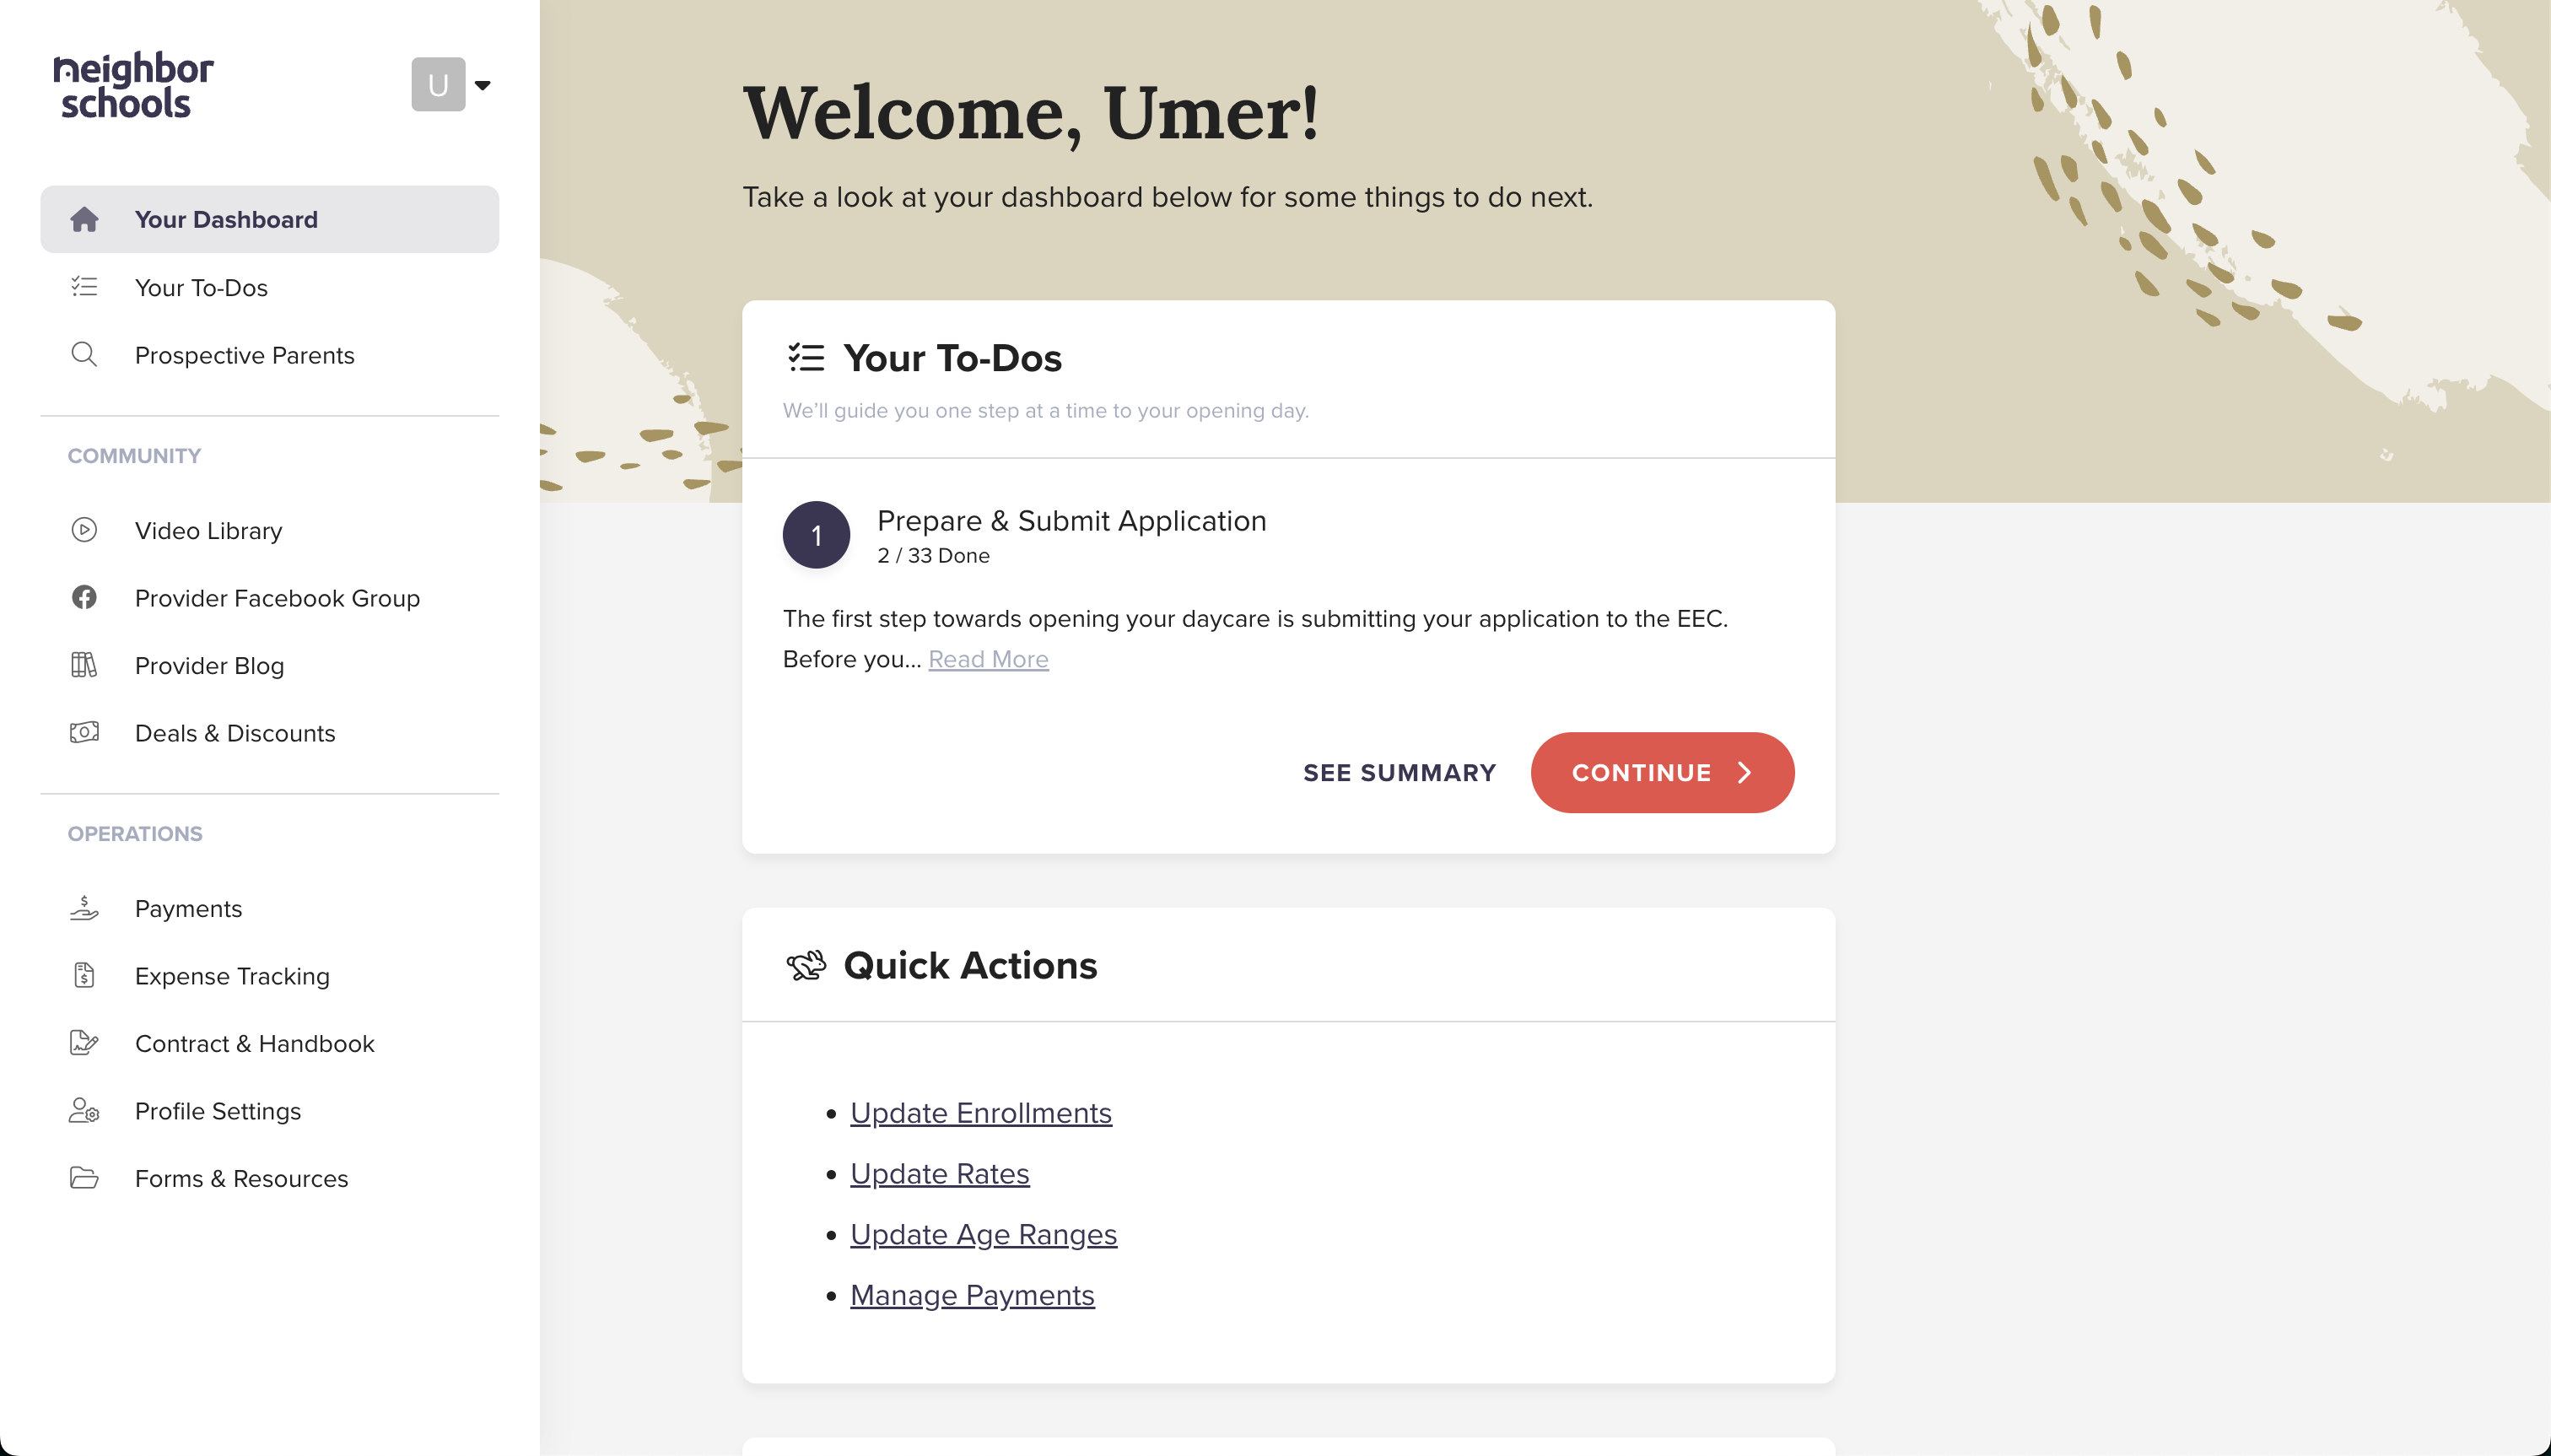 neighbor
schools
U
Your Dashboard
Your To-Dos
Prospective Parents
COMMUNITY
Video Library
Provider Facebook Group
Provider Blog
Deals & Discounts
OPERATIONS
Payments
Expense Tracking
Contract & Handbook
Profile Settings
Forms & Resources
Welcome, Umer!
Take a look at your dashboard below for some things to do next.
Your To-Dos
We’ll guide you one step at a time to your opening day.
1
Prepare & Submit Application
2 / 33 Done
The first step towards opening your daycare is submitting your application to the EEC.
Before you... Read More
SEE SUMMARY
CONTINUE
Quick Actions
• Update Enrollments
• Update Rates
• Update Age Ranges
• Manage Payments